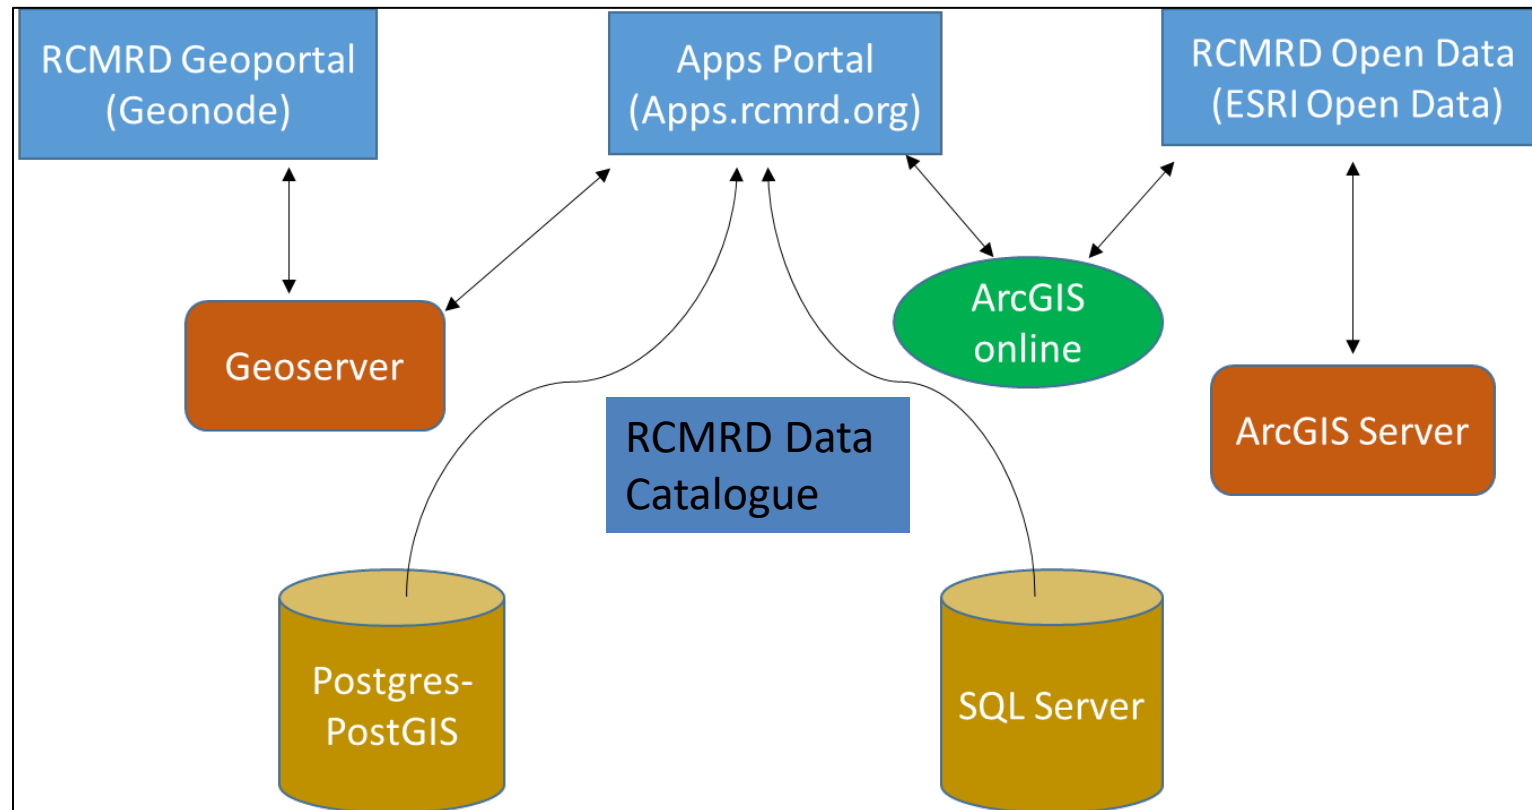 RCMRD Geoportal
(Geonode)
Apps Portal
(Apps.rcmrd.org)
RCMRD Open Data
(ESRI Open Data)
ArcGIS
online
Geoserver
ArcGIS Server
RCMRD Data
Catalogue
Postgres-
PostGIS
SQL Server